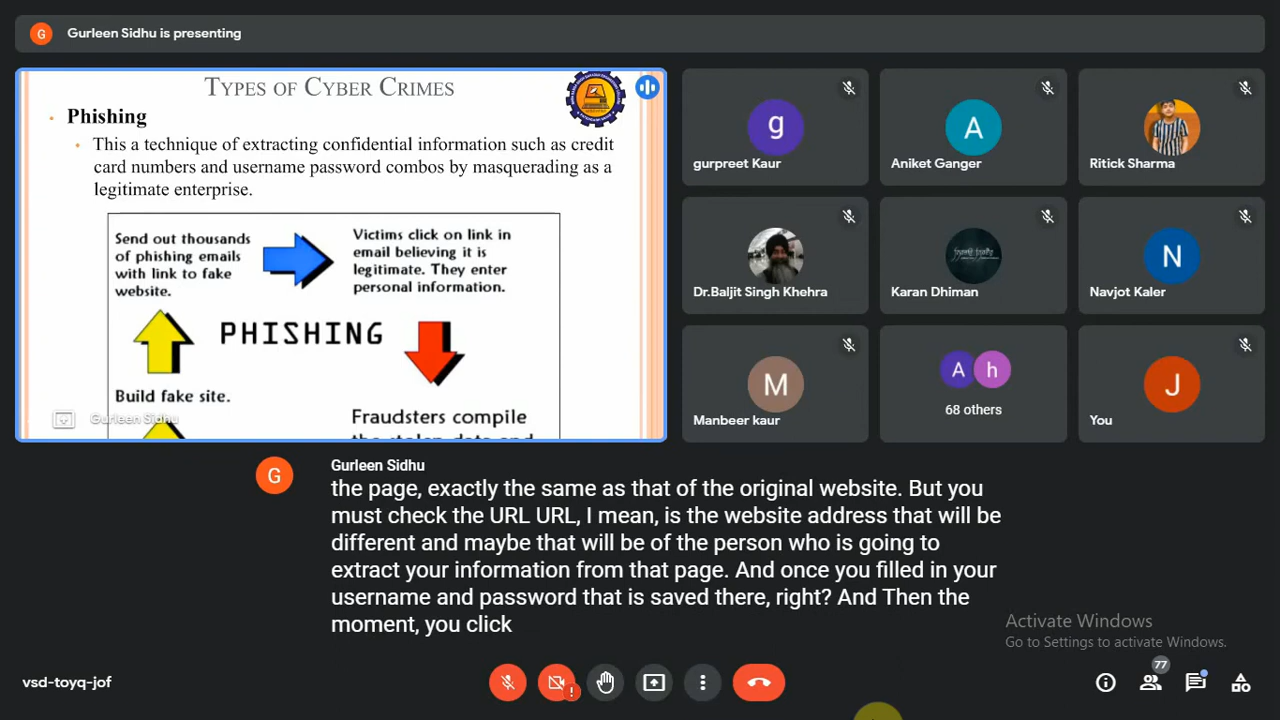 G Gurleen Sidhu is presenting
TYPES OF CYBER CRIMES
Phishing
This a technique of extracting confidential information such as credit
card numbers and username password combos by masquerading as a
legitimate enterprise.
Send out thousands
of phishing emails
with link to fake
website.
Victims click on link in
email believing it is
legitimate. They enter
personal information.
PHISHING
Build fake site.
Fraudsters compile
the stolen data and
Gurleen Sidhu
g
gurpreet Kaur
A
Aniket Ganger
Ritick Sharma
Dr.Baljit Singh Khehra
Karan Dhiman
N
Navjot Kaler
M
Manbeer kaur
A h
68 others
J
You
G
Gurleen Sidhu
the page, exactly the same as that of the original website. But you
must check the URL URL, I mean, is the website address that will be
different and maybe that will be of the person who is going to
extract your information from that page. And once you filled in your
username and password that is saved there, right? And Then the
moment, you click
Activate Windows
Go to Settings to activate Windows.
vsd-toyq-jof
!
77